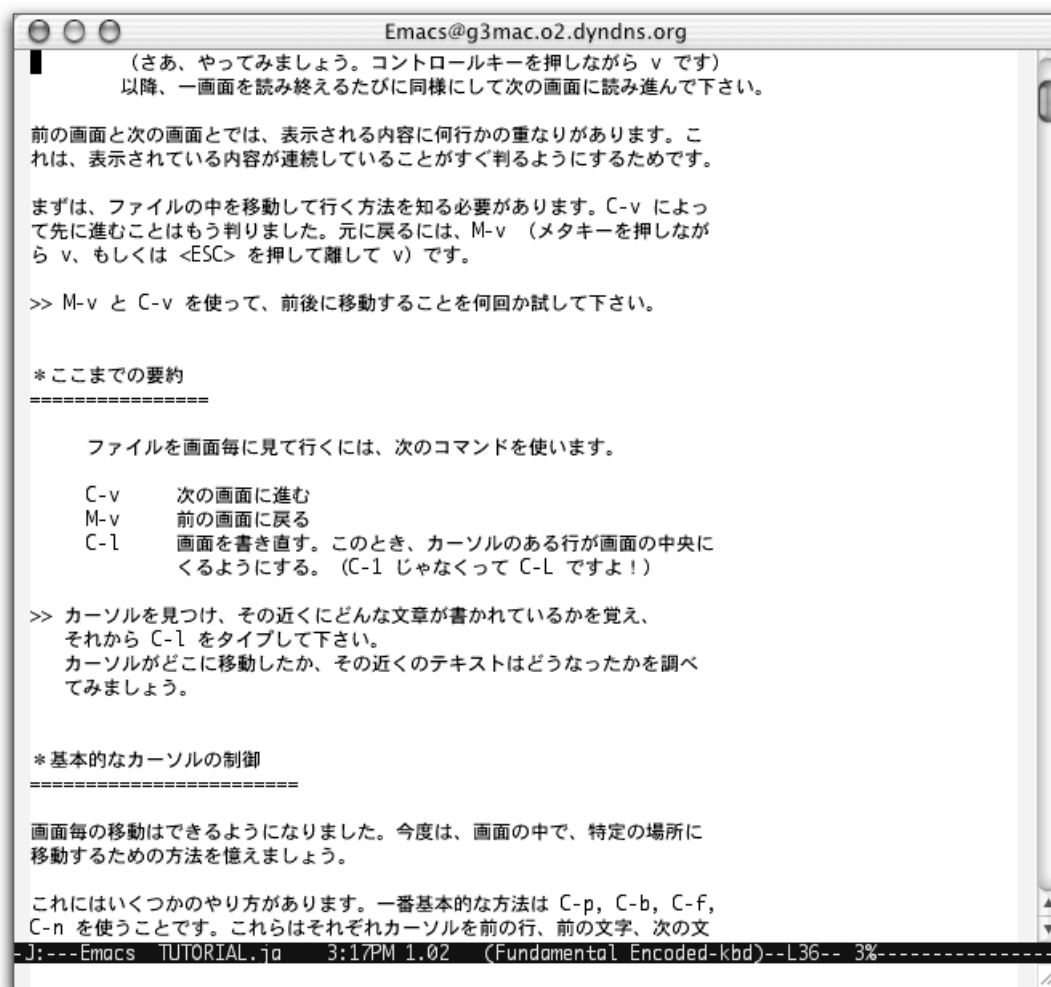 Emacs@g3mac.o2.dyndns.org
（さあ、やってみましょう。コントロールキーを押しながら v です）
以降、一画面を読み終えるたびに同様にして次の画面に読み進んで下さい。
前の画面と次の画面とでは、表示される内容に何行かの重なりがあります。こ
れは、表示されている内容が連続していることがすぐ判るようにするためです。
まずは、ファイルの中を移動して行く方法を知る必要があります。C-v によっ
て先に進むことはもう判りました。元に戻るには、M-v （メタキーを押しなが
ら v、もしくは <ESC> を押して離して v）です。
>> M-v と C-v を使って、前後に移動することを何回か試して下さい。
＊ここまでの要約
================
ファイルを画面毎に見て行くには、次のコマンドを使います。
C-v 次の画面に進む
M-v 前の画面に戻る
C-l 画面を書き直す。このとき、カーソルのある行が画面の中央に
くるようにする。（C-1 じゃなくって C-L ですよ！）
>> カーソルを見つけ、その近くにどんな文章が書かれているかを覚え、
それから C-l をタイプして下さい。
カーソルがどこに移動したか、その近くのテキストはどうなったかを調べ
てみましょう。
＊基本的なカーソルの制御
========================
画面毎の移動はできるようになりました。今度は、画面の中で、特定の場所に
移動するための方法を憶えましょう。
これにはいくつかのやり方があります。一番基本的な方法は C-p, C-b, C-f,
C-n を使うことです。これらはそれぞれカーソルを前の行、前の文字、次の文
-J:---Emacs TUTORIAL.ja 3:17PM 1.02 (Fundamental Encoded-kbd)--L36-- 3%----------------